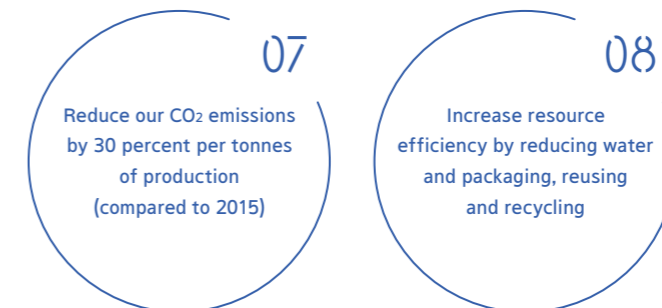 07
Reduce our CO₂ emissions
by 30 percent per tonnes
of production
(compared to 2015)
08
Increase resource
efficiency by reducing water
and packaging, reusing
and recycling